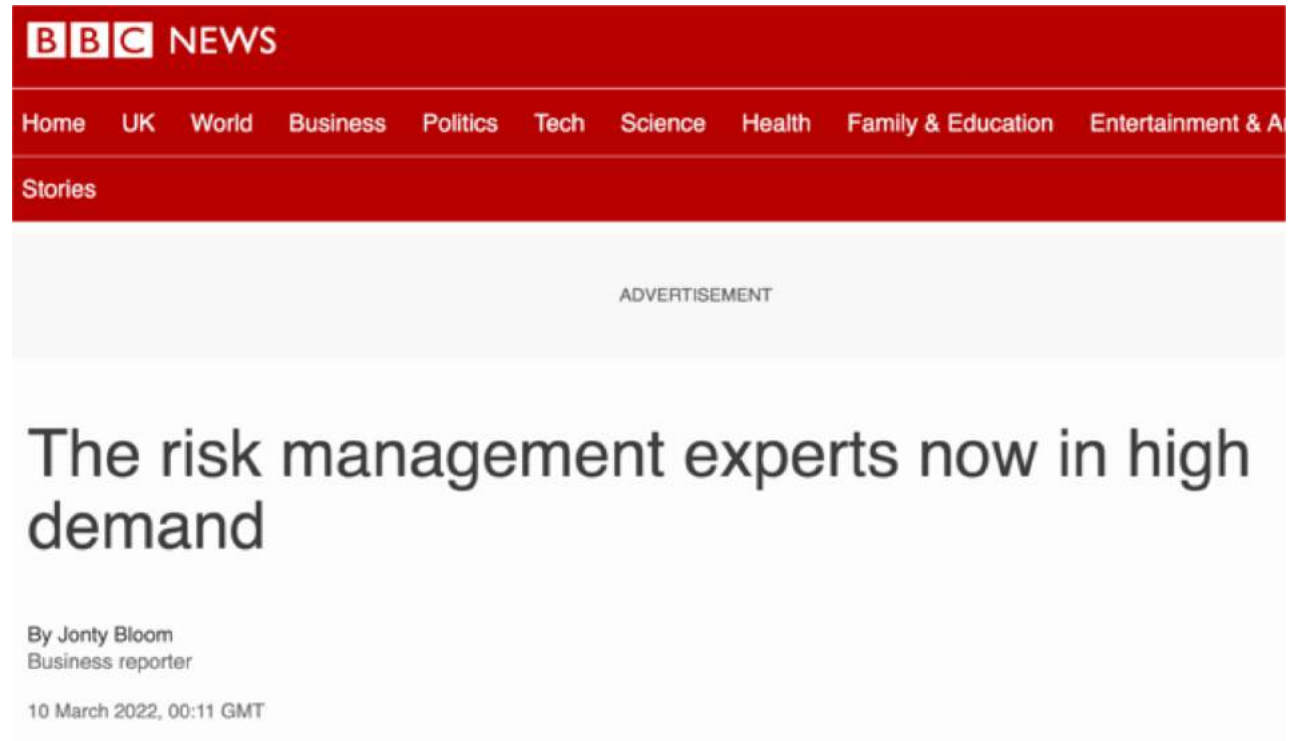 BBC NEWS
Home UK World Business Politics Tech Science Health Family & Education Entertainment &
Stories
ADVERTISEMENT
The risk management experts now in high
demand
By Jonty Bloom
Business reporter
10 March 2022, 00:11 GMT